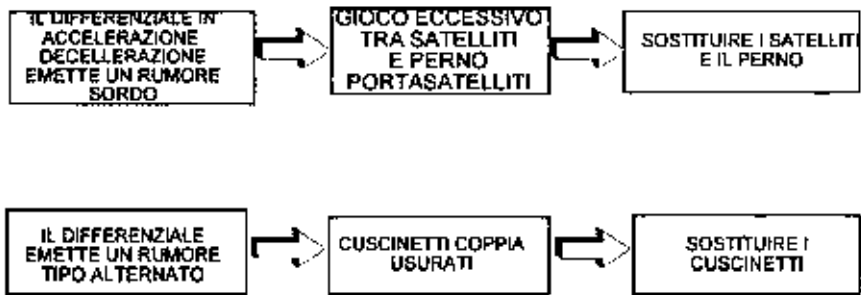 IL DIFFERENZIALE IN
ACCELERAZIONE
DECELLERAZIONE
EMETTE UN RUMORE
SORDO
GIOCO ECCESSIVO
TRA SATELLITI
E PERNO
PORTASATELLITI
SOSTITUIRE I SATELLITI
E IL PERNO
IL DIFFERENZIALE
EMETTE UN RUMORE
TIPO ALTERNATO
CUSCINETTI COPPIA
USURATI
SOSTITUIRE I
CUSCINETTI